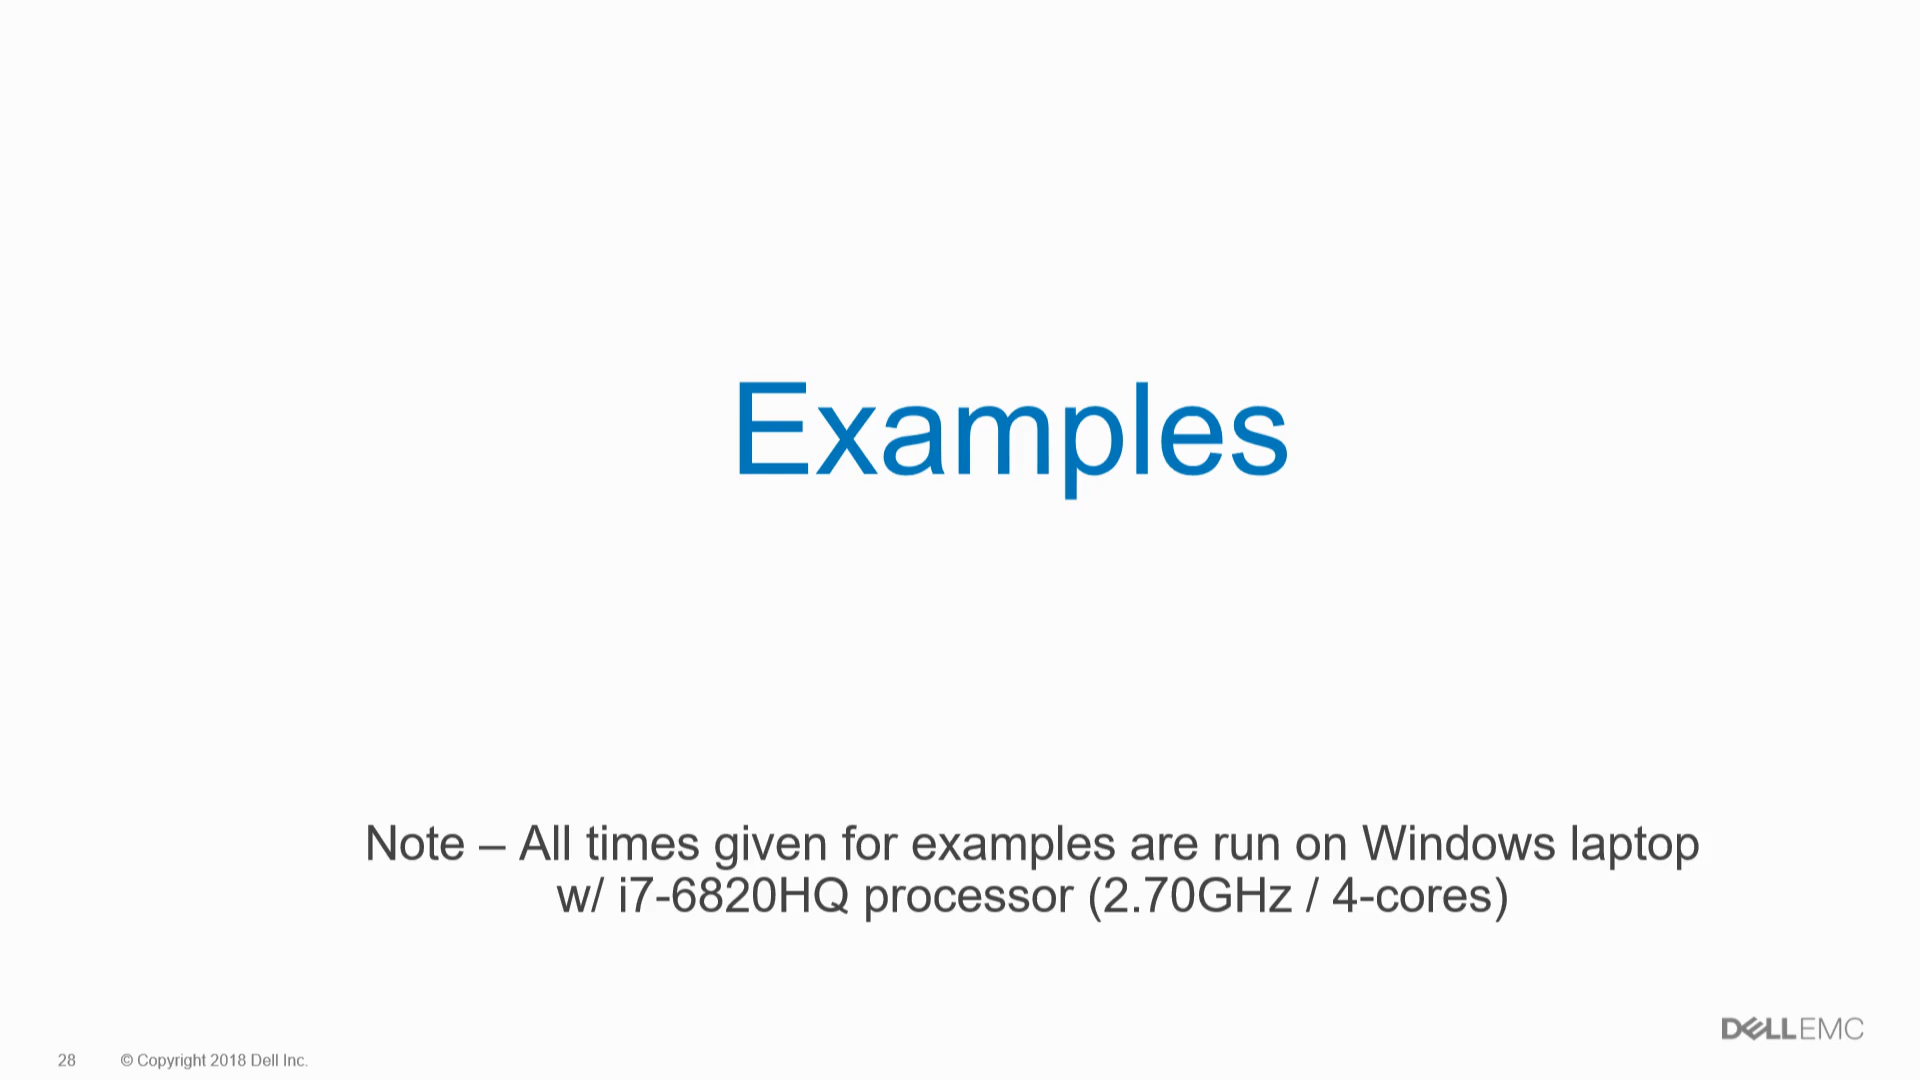 Examples
Note – All times given for examples are run on Windows laptop
w/ i7-6820HQ processor (2.70GHz / 4-cores)
DELLEMC
28 © Copyright 2018 Dell Inc.